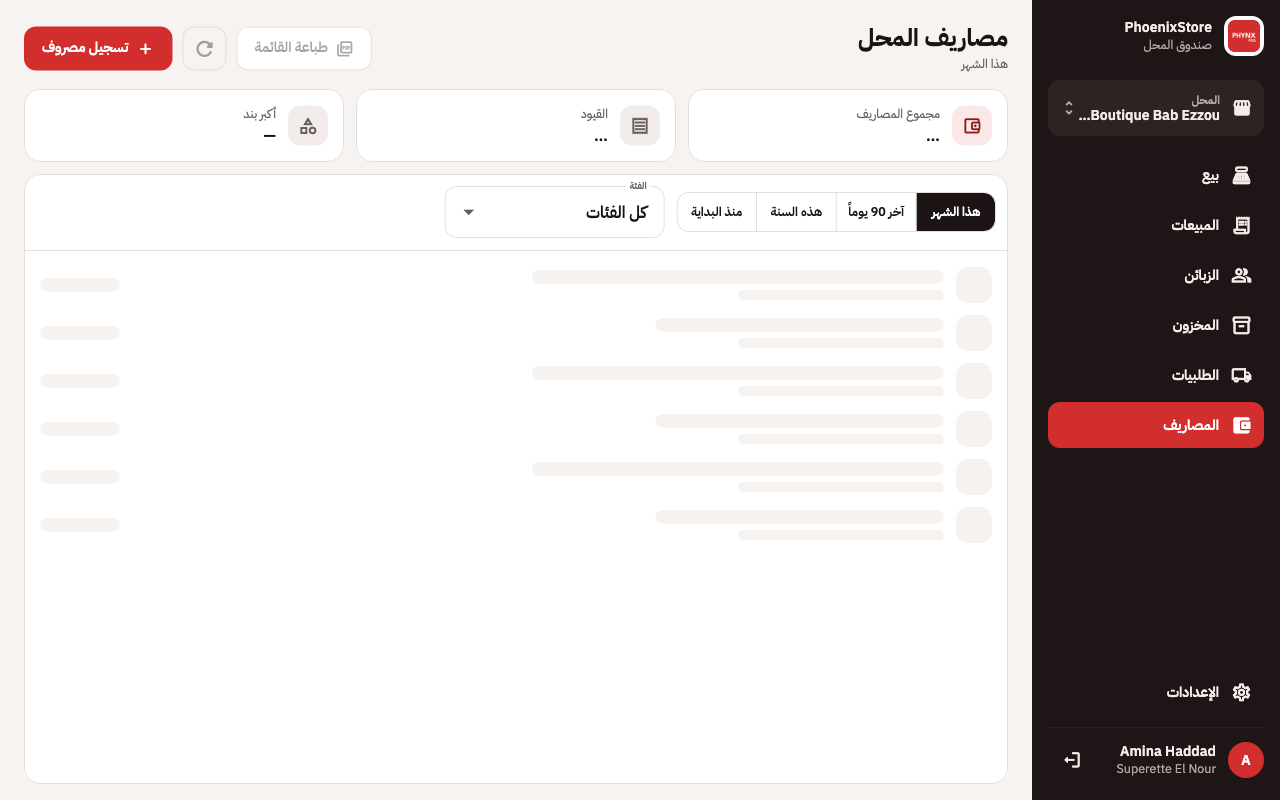 PhoenixStore
صندوق المحل
PHYNX
POS
المحل
Boutique Bab Ezzou...
بيع
المبيعات
الزبائن
المخزون
الطلبيات
المصاريف
الإعدادات
A
Amina Haddad
Superette El Nour
مصاريف المحل
هذا الشهر
طباعة القائمة
تسجيل مصروف
مجموع المصاريف
...
القيود
...
أكبر بند
—
هذا الشهر
آخر 90 يوماً
هذه السنة
منذ البداية
الفئة
كل الفئات